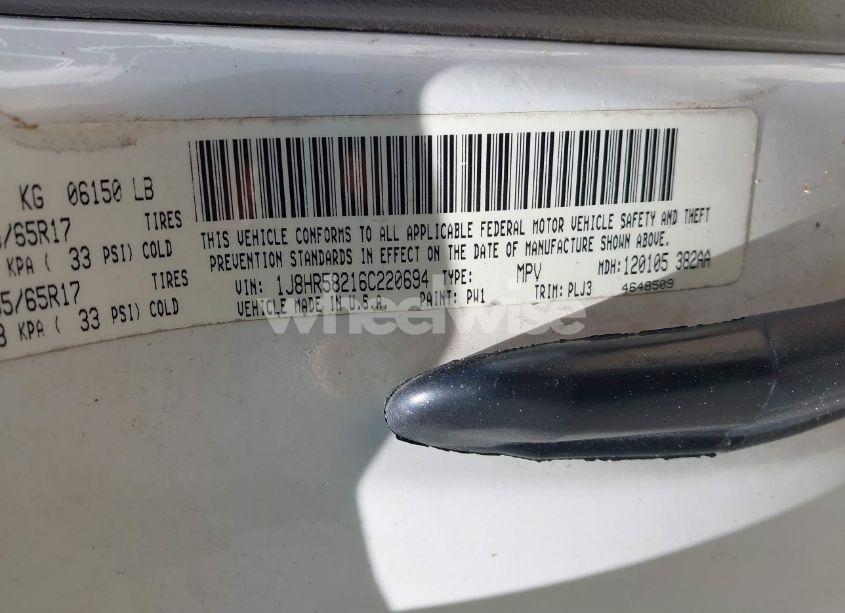 KG 06150 LB
/65R17 TIRES
KPA ( 33 PSI) COLD
5/65R17 TIRES
KPA ( 33 PSI) COLD
THIS VEHICLE CONFORMS TO ALL APPLICABLE FEDERAL MOTOR VEHICLE SAFETY AND THEFT
PREVENTION STANDARDS IN EFFECT ON THE DATE OF MANUFACTURE SHOWN ABOVE.
VIN: 1J8HR58216C220694 TYPE: MPV MDH:120105 382AA
VEHICLE MADE IN U.S.A. PAINT: PW1 TRIM: PLJ3 4648509
wheelwise